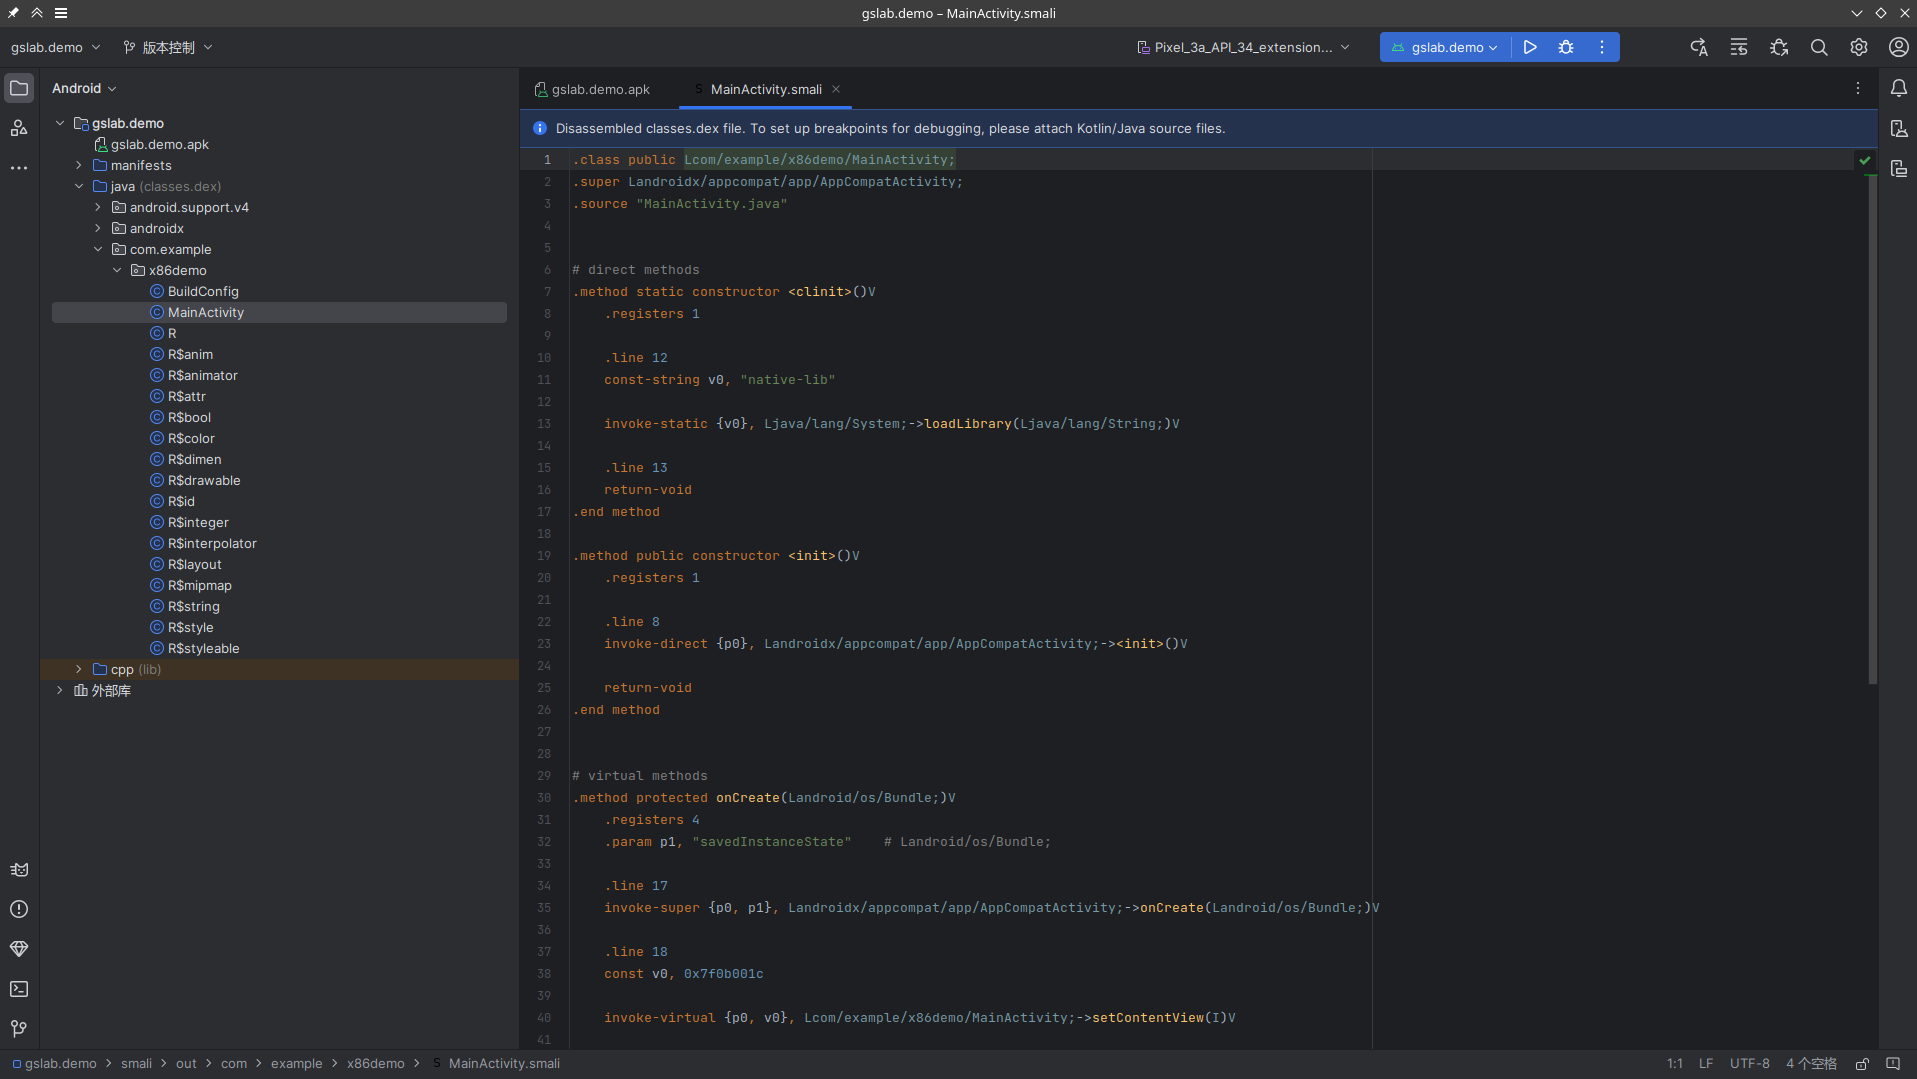 gslab.demo – MainActivity.smali
gslab.demo 版本控制 Pixel_3a_API_34_extension... gslab.demo
Android
gslab.demo
gslab.demo.apk
manifests
java (classes.dex)
android.support.v4
androidx
com.example
x86demo
BuildConfig
MainActivity
R
R$anim
R$animator
R$attr
R$bool
R$color
R$dimen
R$drawable
R$id
R$integer
R$interpolator
R$layout
R$mipmap
R$string
R$style
R$styleable
cpp (lib)
外部库
gslab.demo.apk S MainActivity.smali
Disassembled classes.dex file. To set up breakpoints for debugging, please attach Kotlin/Java source files.
1 .class public Lcom/example/x86demo/MainActivity;
2 .super Landroidx/appcompat/app/AppCompatActivity;
3 .source "MainActivity.java"
4
5
6 # direct methods
7 .method static constructor <clinit>()V
8 .registers 1
9
10 .line 12
11 const-string v0, "native-lib"
12
13 invoke-static {v0}, Ljava/lang/System;->loadLibrary(Ljava/lang/String;)V
14
15 .line 13
16 return-void
17 .end method
18
19 .method public constructor <init>()V
20 .registers 1
21
22 .line 8
23 invoke-direct {p0}, Landroidx/appcompat/app/AppCompatActivity;-><init>()V
24
25 return-void
26 .end method
27
28
29 # virtual methods
30 .method protected onCreate(Landroid/os/Bundle;)V
31 .registers 4
32 .param p1, "savedInstanceState" # Landroid/os/Bundle;
33
34 .line 17
35 invoke-super {p0, p1}, Landroidx/appcompat/app/AppCompatActivity;->onCreate(Landroid/os/Bundle;)V
36
37 .line 18
38 const v0, 0x7f0b001c
39
40 invoke-virtual {p0, v0}, Lcom/example/x86demo/MainActivity;->setContentView(I)V
41
gslab.demo > smali > out > com > example > x86demo > S MainActivity.smali 1:1 LF UTF-8 4 个空格